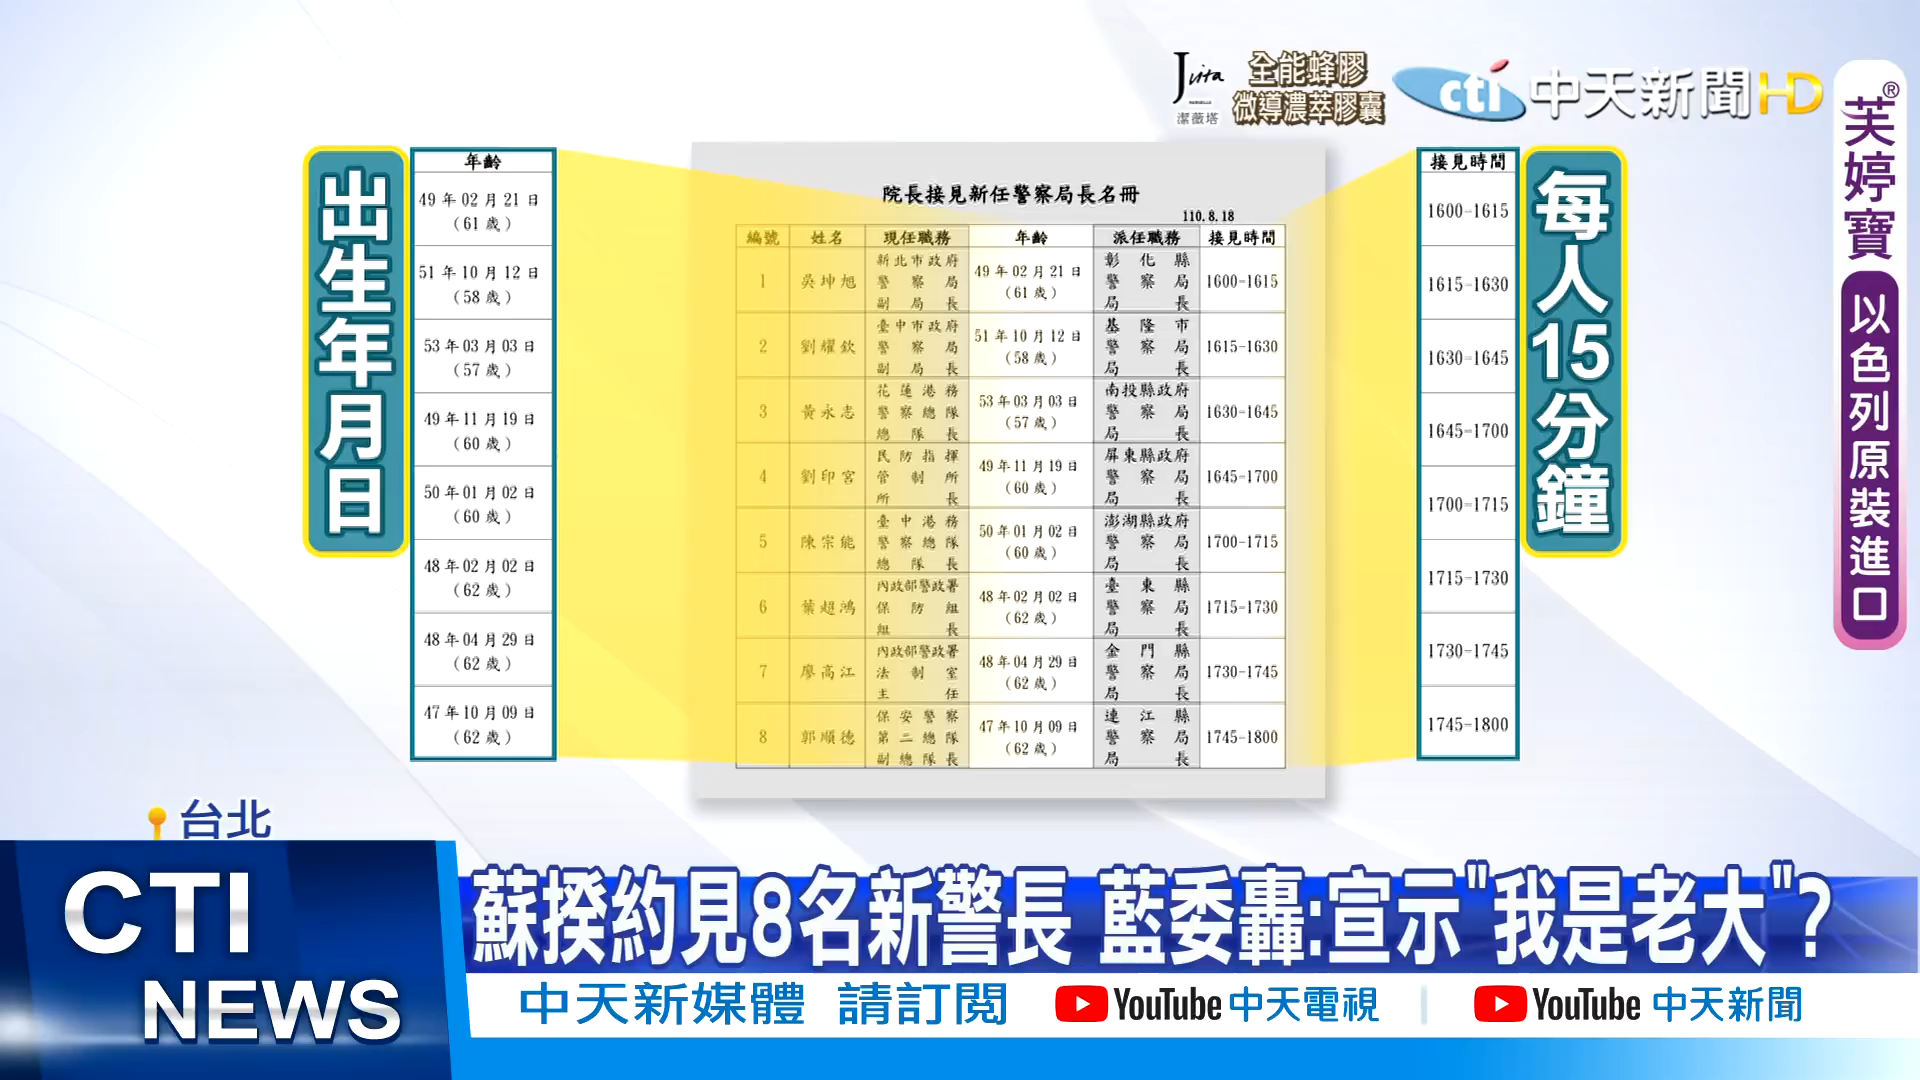 Jvita
MARSEILLE
潔薇塔
全能蜂膠
微導濃萃膠囊
cti 中天新聞HD
芙婷寶®
以色列原裝進口
出生年月日
年齡
49年02月21日
(61歲)
51年10月12日
(58歲)
53年03月03日
(57歲)
49年11月19日
(60歲)
50年01月02日
(60歲)
48年02月02日
(62歲)
48年04月29日
(62歲)
47年10月09日
(62歲)
院長接見新任警察局長名冊
110.8.18
編號 姓名 現任職務 年齡 派任職務 接見時間
1 吳坤旭 新北市政府警察局副局長 49年02月21日(61歲) 彰化縣警察局局長 1600-1615
2 劉耀欽 臺中市政府警察局副局長 51年10月12日(58歲) 基隆市警察局局長 1615-1630
3 黃永志 花蓮港務警察總隊總隊長 53年03月03日(57歲) 南投縣政府警察局局長 1630-1645
4 劉印宮 民防指揮管制所所長 49年11月19日(60歲) 屏東縣政府警察局局長 1645-1700
5 陳宗能 臺中港務警察總隊總隊長 50年01月02日(60歲) 澎湖縣政府警察局局長 1700-1715
6 葉超鴻 內政部警政署保防組組長 48年02月02日(62歲) 臺東縣警察局局長 1715-1730
7 廖高江 內政部警政署法制室主任 48年04月29日(62歲) 金門縣警察局局長 1730-1745
8 郭順德 保安警察第二總隊副總隊長 47年10月09日(62歲) 連江縣警察局局長 1745-1800
接見時間
1600-1615
1615-1630
1630-1645
1645-1700
1700-1715
1715-1730
1730-1745
1745-1800
每人15分鐘
台北
CTI
NEWS
蘇揆約見8名新警長 藍委轟:宣示"我是老大"?
中天新媒體 請訂閱 YouTube 中天電視 | YouTube 中天新聞